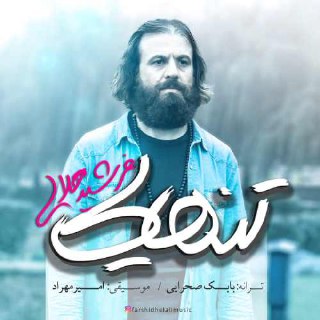 فرشید هلالی
تنهایی
ترانه: بابک صحرایی / موسیقی: امیر مهراد
farshidhelalimusic